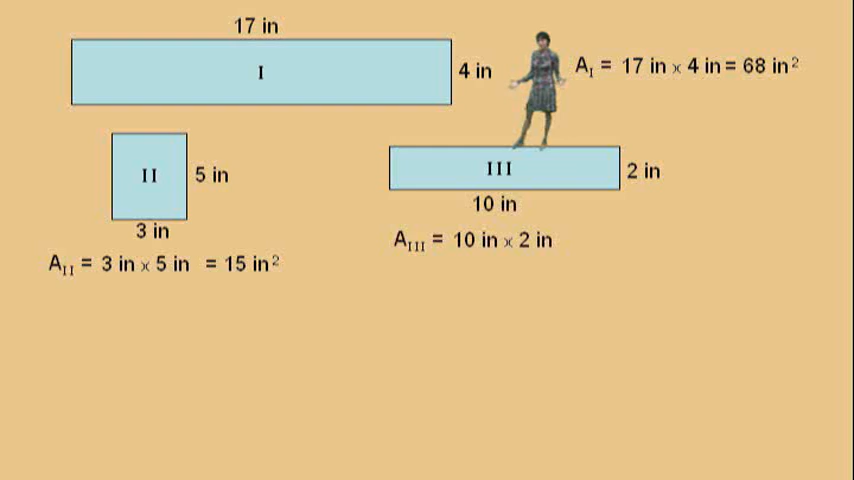 17 in
I
4 in
A_I = 17 in x 4 in = 68 in²
II
5 in
3 in
A_II = 3 in x 5 in = 15 in²
III
2 in
10 in
A_III = 10 in x 2 in